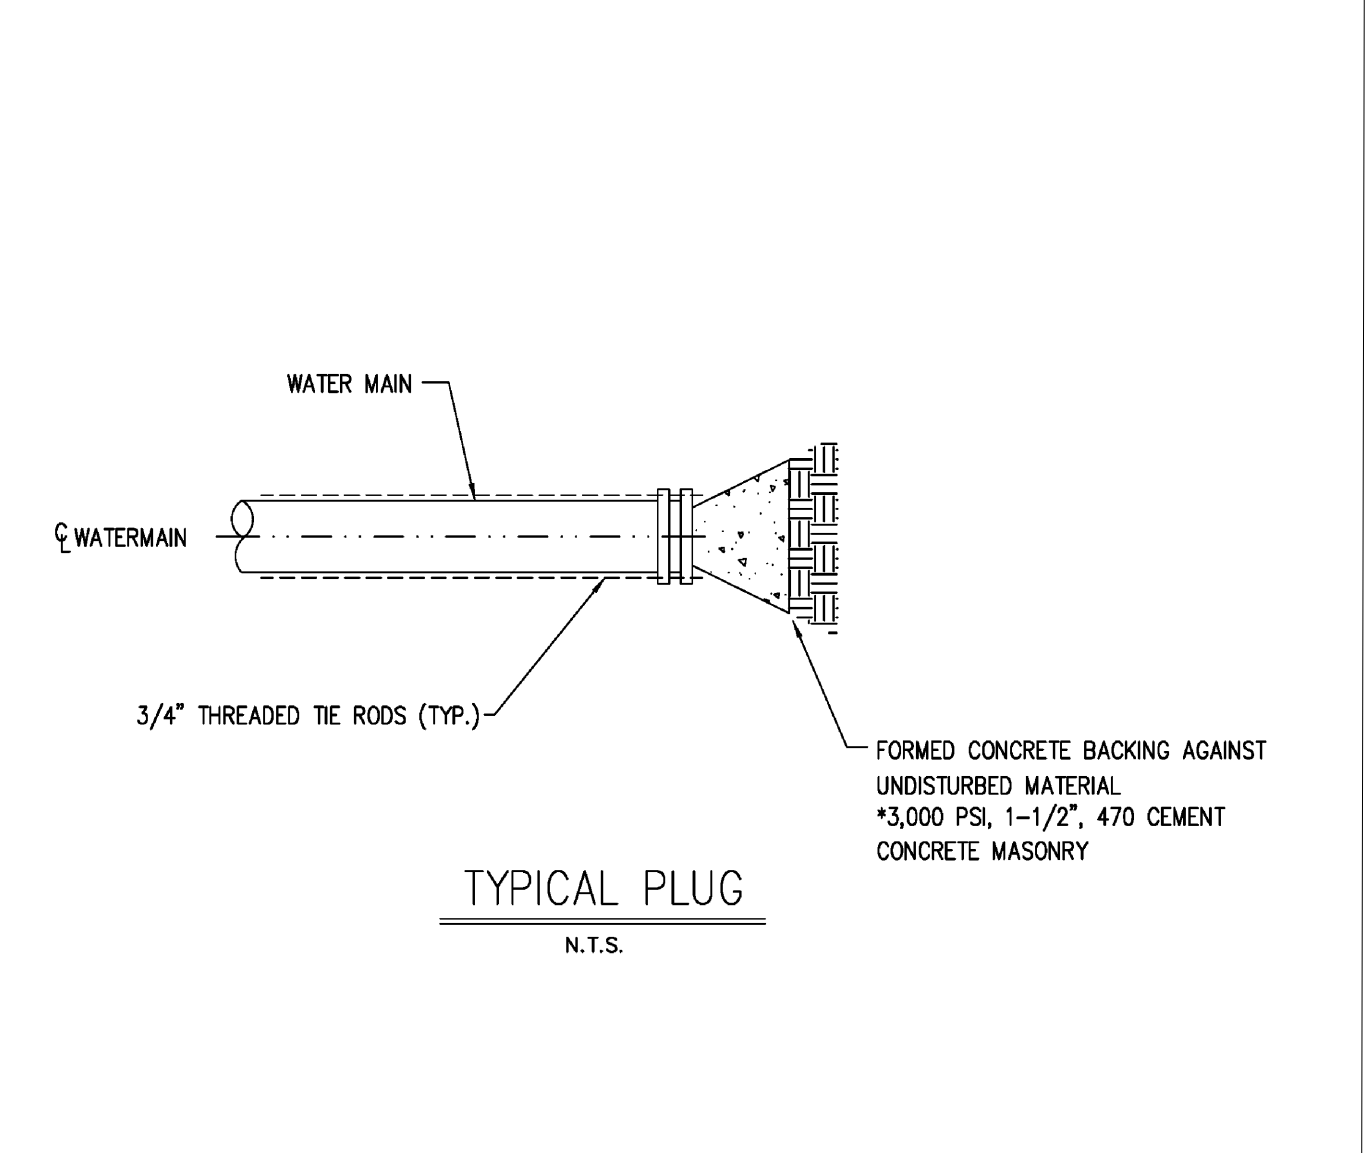 WATER MAIN
℄ WATERMAIN
3/4" THREADED TIE RODS (TYP.)
FORMED CONCRETE BACKING AGAINST
UNDISTURBED MATERIAL
*3,000 PSI, 1-1/2", 470 CEMENT
CONCRETE MASONRY
TYPICAL PLUG
N.T.S.